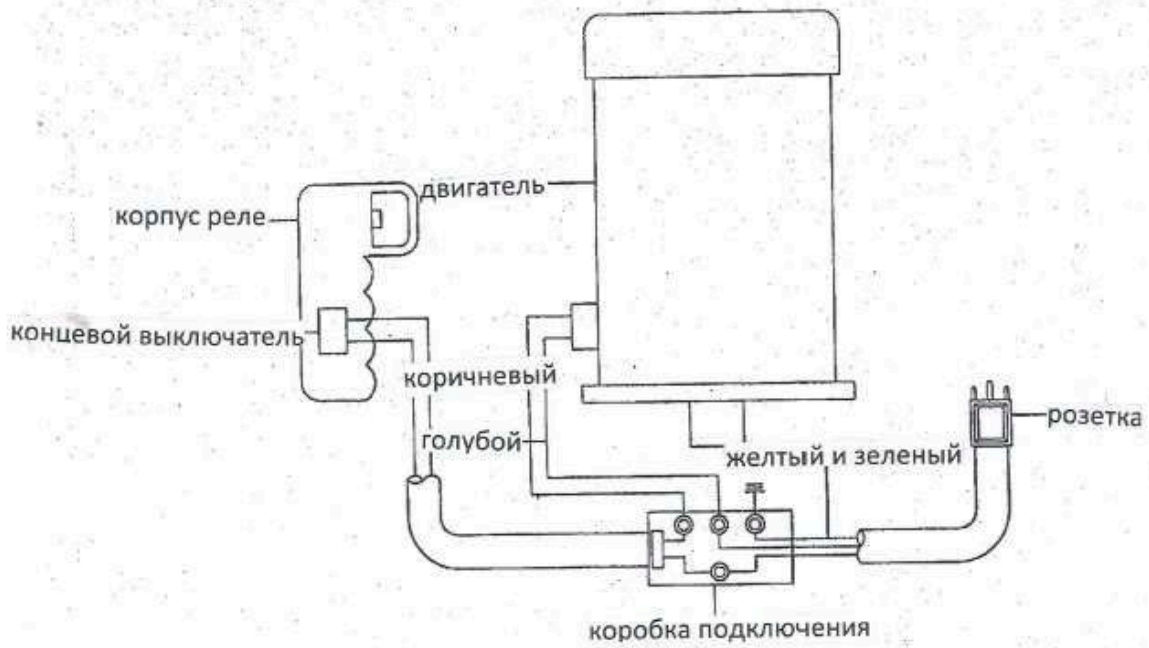 двигатель
корпус реле
концевой выключатель
коричневый
голубой
желтый и зеленый
розетка
коробка подключения